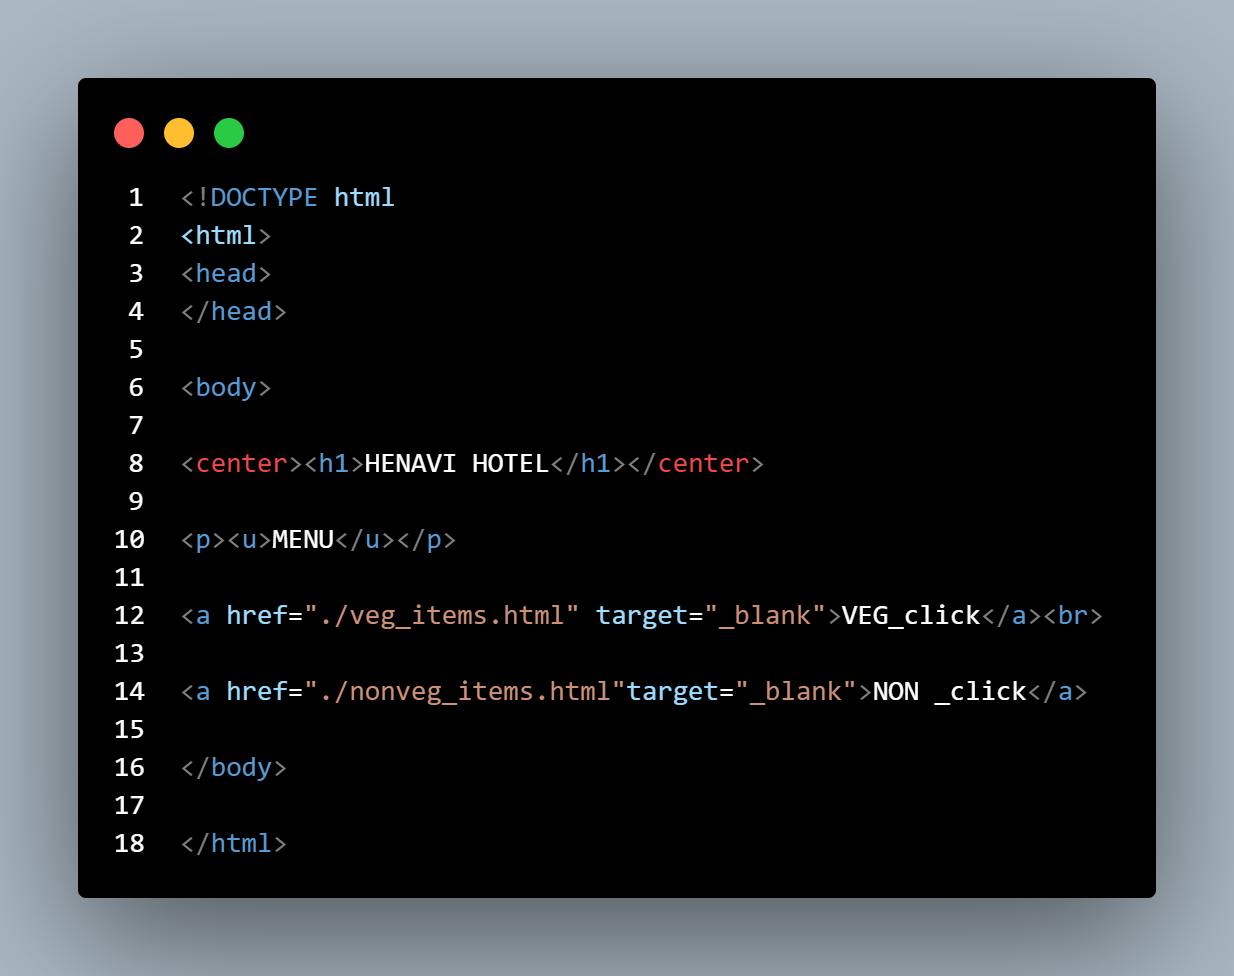 1 <!DOCTYPE html
2 <html>
3 <head>
4 </head>
5
6 <body>
7
8 <center><h1>HENAVI HOTEL</h1></center>
9
10 <p><u>MENU</u></p>
11
12 <a href="./veg_items.html" target="_blank">VEG_click</a><br>
13
14 <a href="./nonveg_items.html"target="_blank">NON _click</a>
15
16 </body>
17
18 </html>